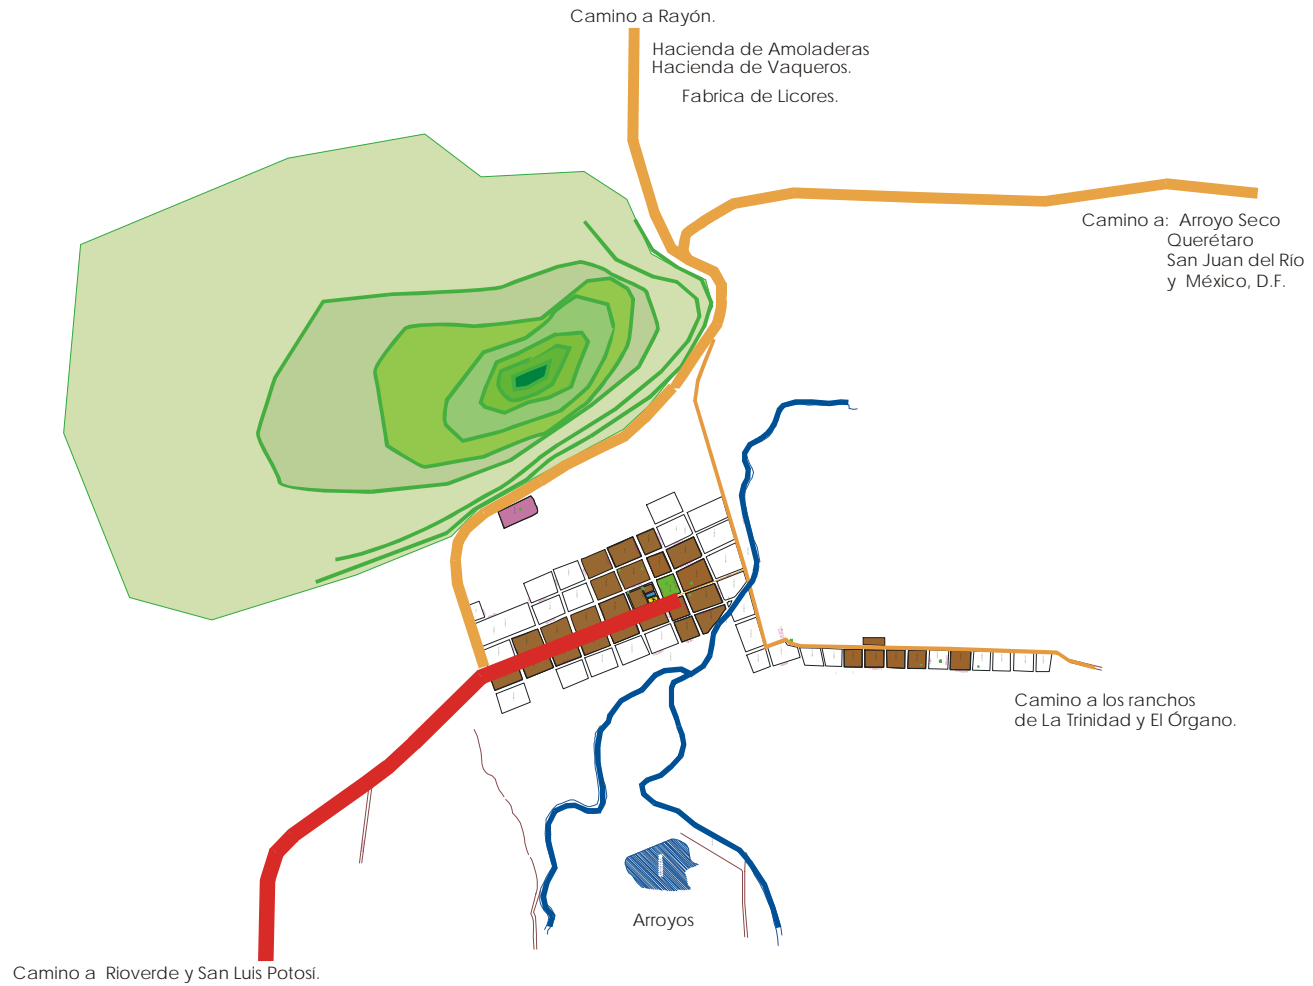 Camino a Rayón.
Hacienda de Amoladeras
Hacienda de Vaqueros.
Fabrica de Licores.
Camino a: Arroyo Seco
Querétaro
San Juan del Río
y México, D.F.
Camino a los ranchos
de La Trinidad y El Órgano.
Arroyos
Camino a Rioverde y San Luis Potosí.